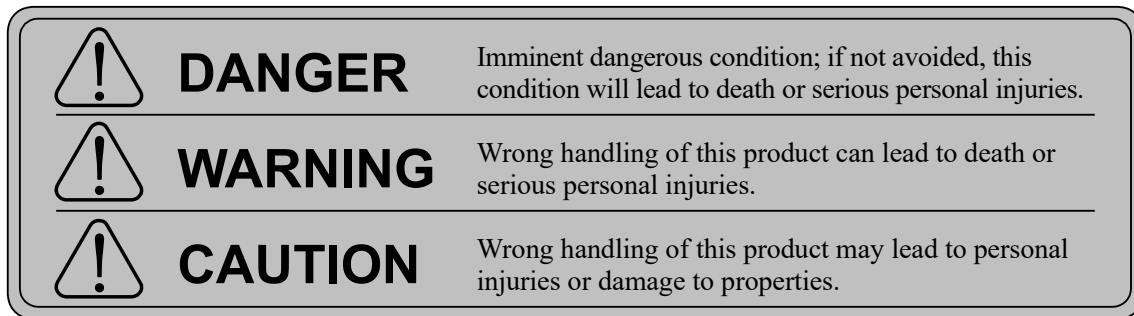 DANGER
Imminent dangerous condition; if not avoided, this
condition will lead to death or serious personal injuries.
WARNING
Wrong handling of this product can lead to death or
serious personal injuries.
CAUTION
Wrong handling of this product may lead to personal
injuries or damage to properties.